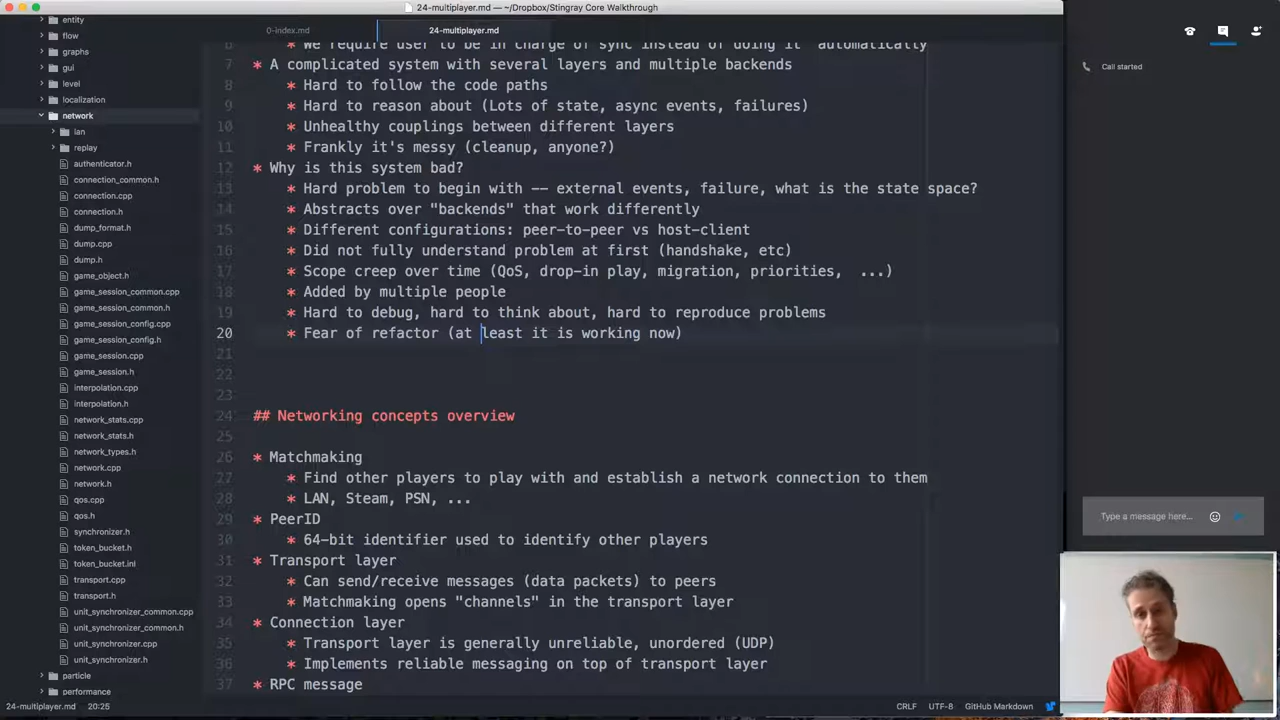 24-multiplayer.md — ~/Dropbox/Stingray Core Walkthrough
0-index.md
24-multiplayer.md
entity
flow
graphs
gui
level
localization
network
lan
replay
authenticator.h
connection_common.h
connection.cpp
connection.h
dump_format.h
dump.cpp
dump.h
game_object.h
game_session_common.cpp
game_session_common.h
game_session_config.cpp
game_session_config.h
game_session.cpp
game_session.h
interpolation.cpp
interpolation.h
network_stats.cpp
network_stats.h
network_types.h
network.cpp
network.h
qos.cpp
qos.h
synchronizer.h
token_bucket.h
token_bucket.inl
transport.cpp
transport.h
unit_synchronizer_common.cpp
unit_synchronizer_common.h
unit_synchronizer.cpp
unit_synchronizer.h
particle
performance
6 * We require user to be in charge of sync instead of doing it automatically
7 * A complicated system with several layers and multiple backends
8 * Hard to follow the code paths
9 * Hard to reason about (Lots of state, async events, failures)
10 * Unhealthy couplings between different layers
11 * Frankly it's messy (cleanup, anyone?)
12 * Why is this system bad?
13 * Hard problem to begin with -- external events, failure, what is the state space?
14 * Abstracts over "backends" that work differently
15 * Different configurations: peer-to-peer vs host-client
16 * Did not fully understand problem at first (handshake, etc)
17 * Scope creep over time (QoS, drop-in play, migration, priorities,  ...)
18 * Added by multiple people
19 * Hard to debug, hard to think about, hard to reproduce problems
20 * Fear of refactor (at least it is working now)
21
22
23
24 ## Networking concepts overview
25
26 * Matchmaking
27 * Find other players to play with and establish a network connection to them
28 * LAN, Steam, PSN, ...
29 * PeerID
30 * 64-bit identifier used to identify other players
31 * Transport layer
32 * Can send/receive messages (data packets) to peers
33 * Matchmaking opens "channels" in the transport layer
34 * Connection layer
35 * Transport layer is generally unreliable, unordered (UDP)
36 * Implements reliable messaging on top of transport layer
37 * RPC message
24-multiplayer.md 20:25
CRLF UTF-8 GitHub Markdown
Call started
Type a message here...